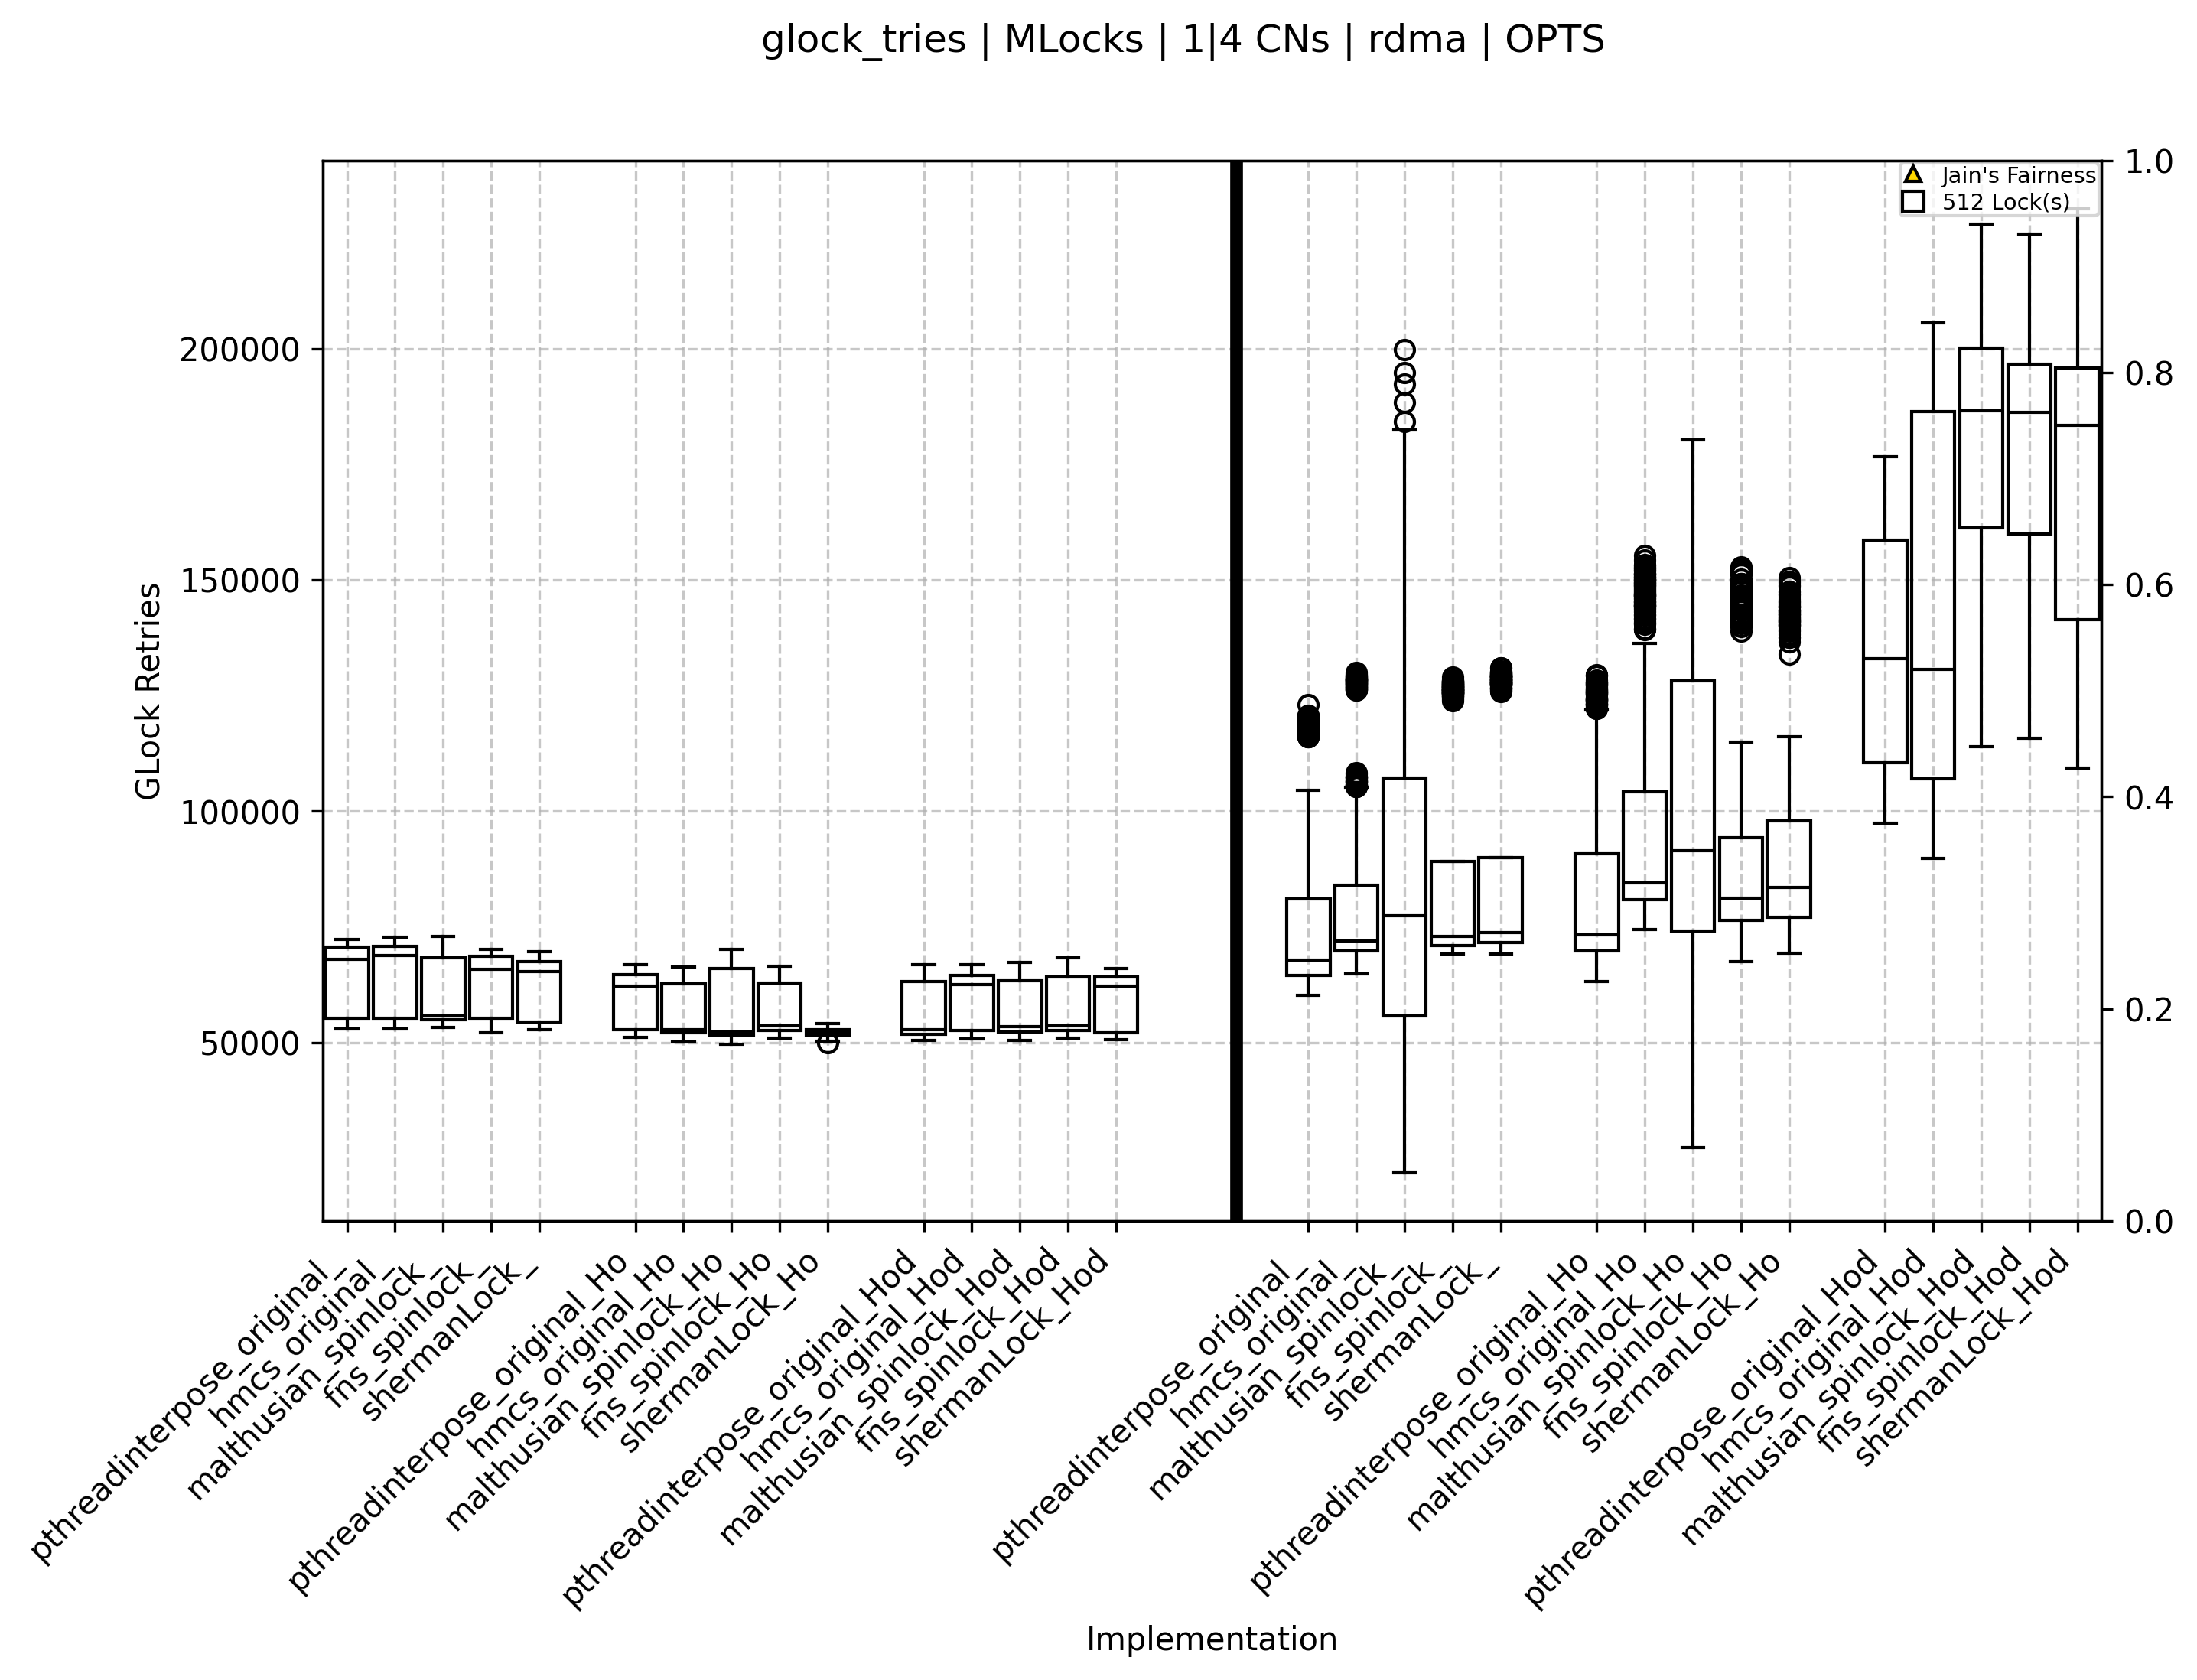 glock_tries | MLocks | 1|4 CNs | rdma | OPTS
Jain's Fairness
512 Lock(s)
GLock Retries
200000
150000
100000
50000
1.0
0.8
0.6
0.4
0.2
0.0
pthreadinterpose_original_
hmcs_original_
malthusian_spinlock_
fns_spinlock_
shermanLock_
pthreadinterpose_original_Ho
hmcs_original_Ho
malthusian_spinlock_Ho
fns_spinlock_Ho
shermanLock_Ho
pthreadinterpose_original_Hod
hmcs_original_Hod
malthusian_spinlock_Hod
fns_spinlock_Hod
shermanLock_Hod
pthreadinterpose_original_
hmcs_original_
malthusian_spinlock_
fns_spinlock_
shermanLock_
pthreadinterpose_original_Ho
hmcs_original_Ho
malthusian_spinlock_Ho
fns_spinlock_Ho
shermanLock_Ho
pthreadinterpose_original_Hod
hmcs_original_Hod
malthusian_spinlock_Hod
fns_spinlock_Hod
shermanLock_Hod
Implementation